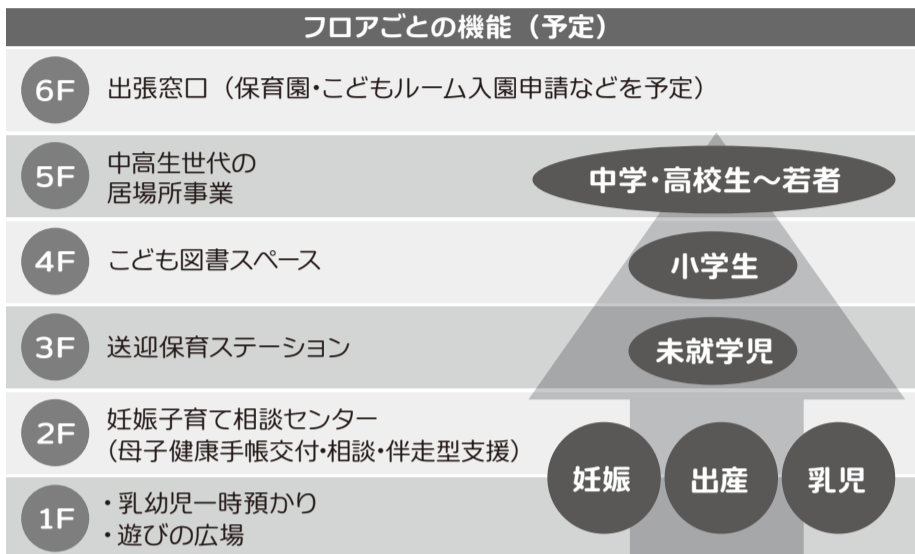 フロアごとの機能（予定）
6F 出張窓口（保育園・こどもルーム入園申請などを予定）
5F 中高生世代の
居場所事業
中学・高校生～若者
4F こども図書スペース
小学生
3F 送迎保育ステーション
未就学児
2F 妊娠子育て相談センター
（母子健康手帳交付・相談・伴走型支援）
妊娠 出産 乳児
1F ・乳幼児一時預かり
・遊びの広場